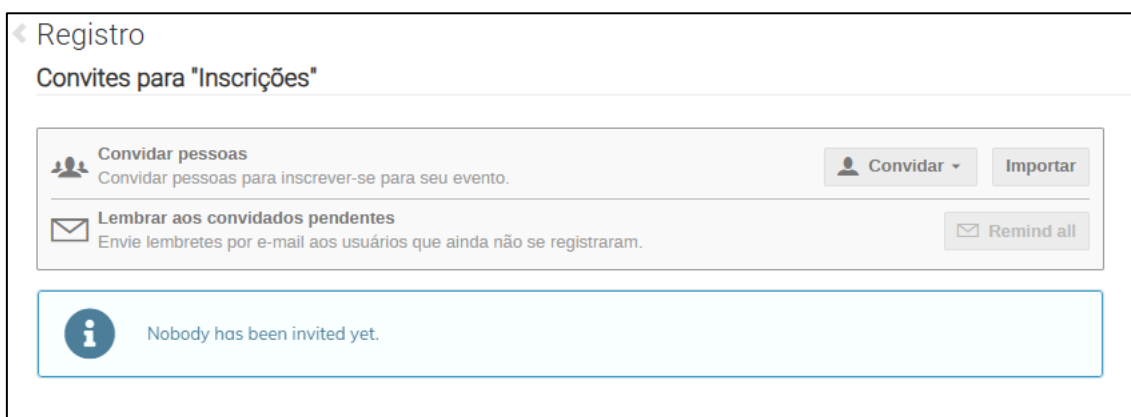 Registro
Convites para "Inscrições"
Convidar pessoas
Convidar pessoas para inscrever-se para seu evento.
Convidar
Importar
Lembrar aos convidados pendentes
Envie lembretes por e-mail aos usuários que ainda não se registraram.
Remind all
Nobody has been invited yet.